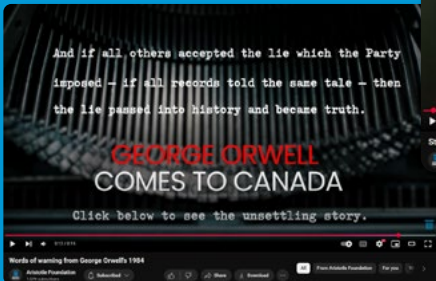 And if all others accepted the lie which the Party
imposed — if all records told the same tale — then
the lie passed into history and became truth.
GEORGE ORWELL
COMES TO CANADA
Click below to see the unsettling story.
Words of warning from George Orwell's 1984
Aristotle Foundation
Subscribed
Share
Download
All
From Aristotle Foundation
For you